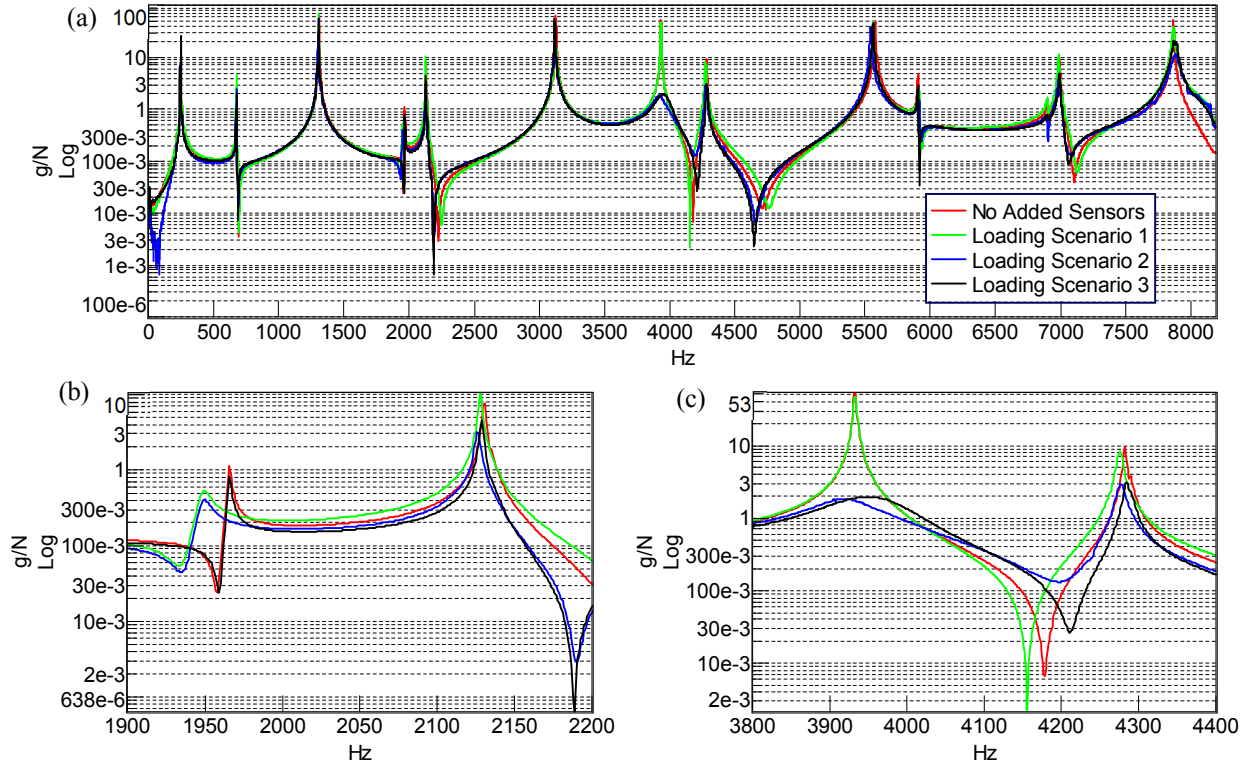 (a)
g/N
Log
100
10
3
1
300e-3
100e-3
30e-3
10e-3
3e-3
1e-3
100e-6
0 500 1000 1500 2000 2500 3000 3500 4000 4500 5000 5500 6000 6500 7000 7500 8000
Hz
No Added Sensors
Loading Scenario 1
Loading Scenario 2
Loading Scenario 3
(b)
g/N
Log
10
3
1
300e-3
100e-3
30e-3
10e-3
2e-3
638e-6
1900 1950 2000 2050 2100 2150 2200
Hz
(c)
g/N
Log
53
10
3
1
300e-3
100e-3
30e-3
10e-3
2e-3
3800 3900 4000 4100 4200 4300 4400
Hz